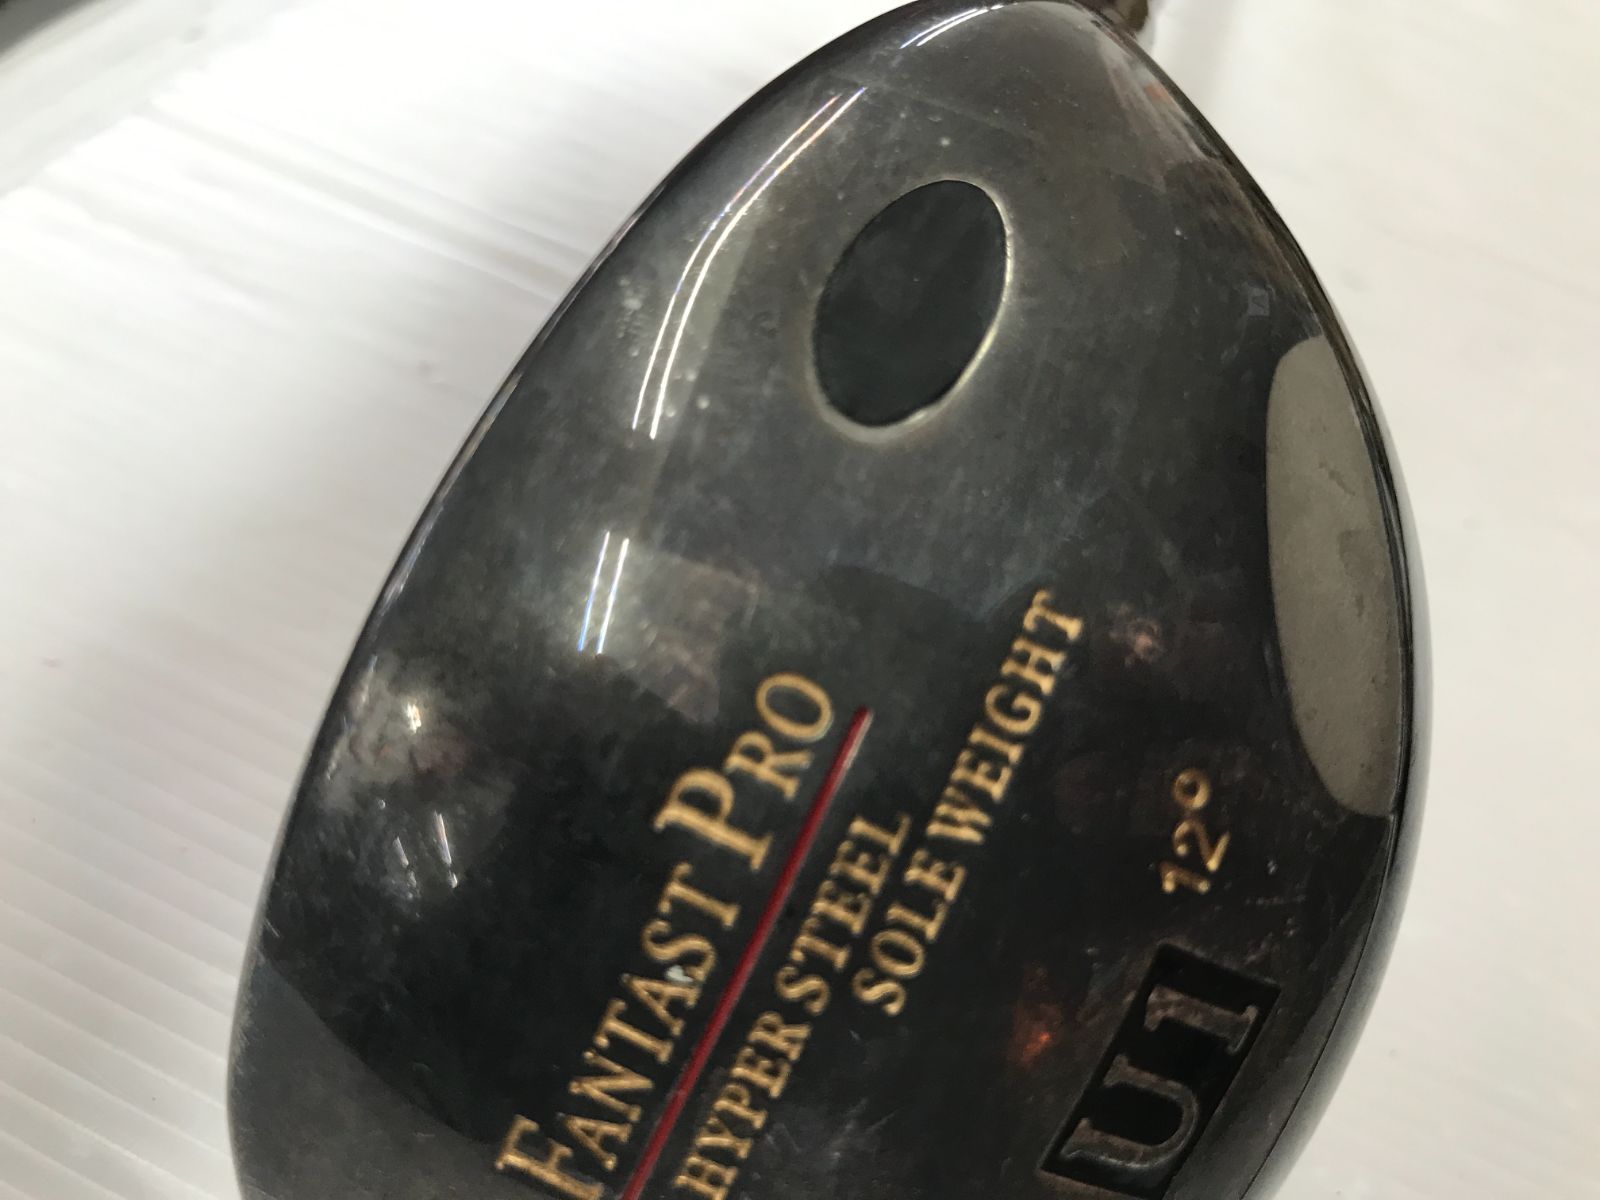 FANTAST PRO
HYPER STEEL
SOLE WEIGHT
12°
U1